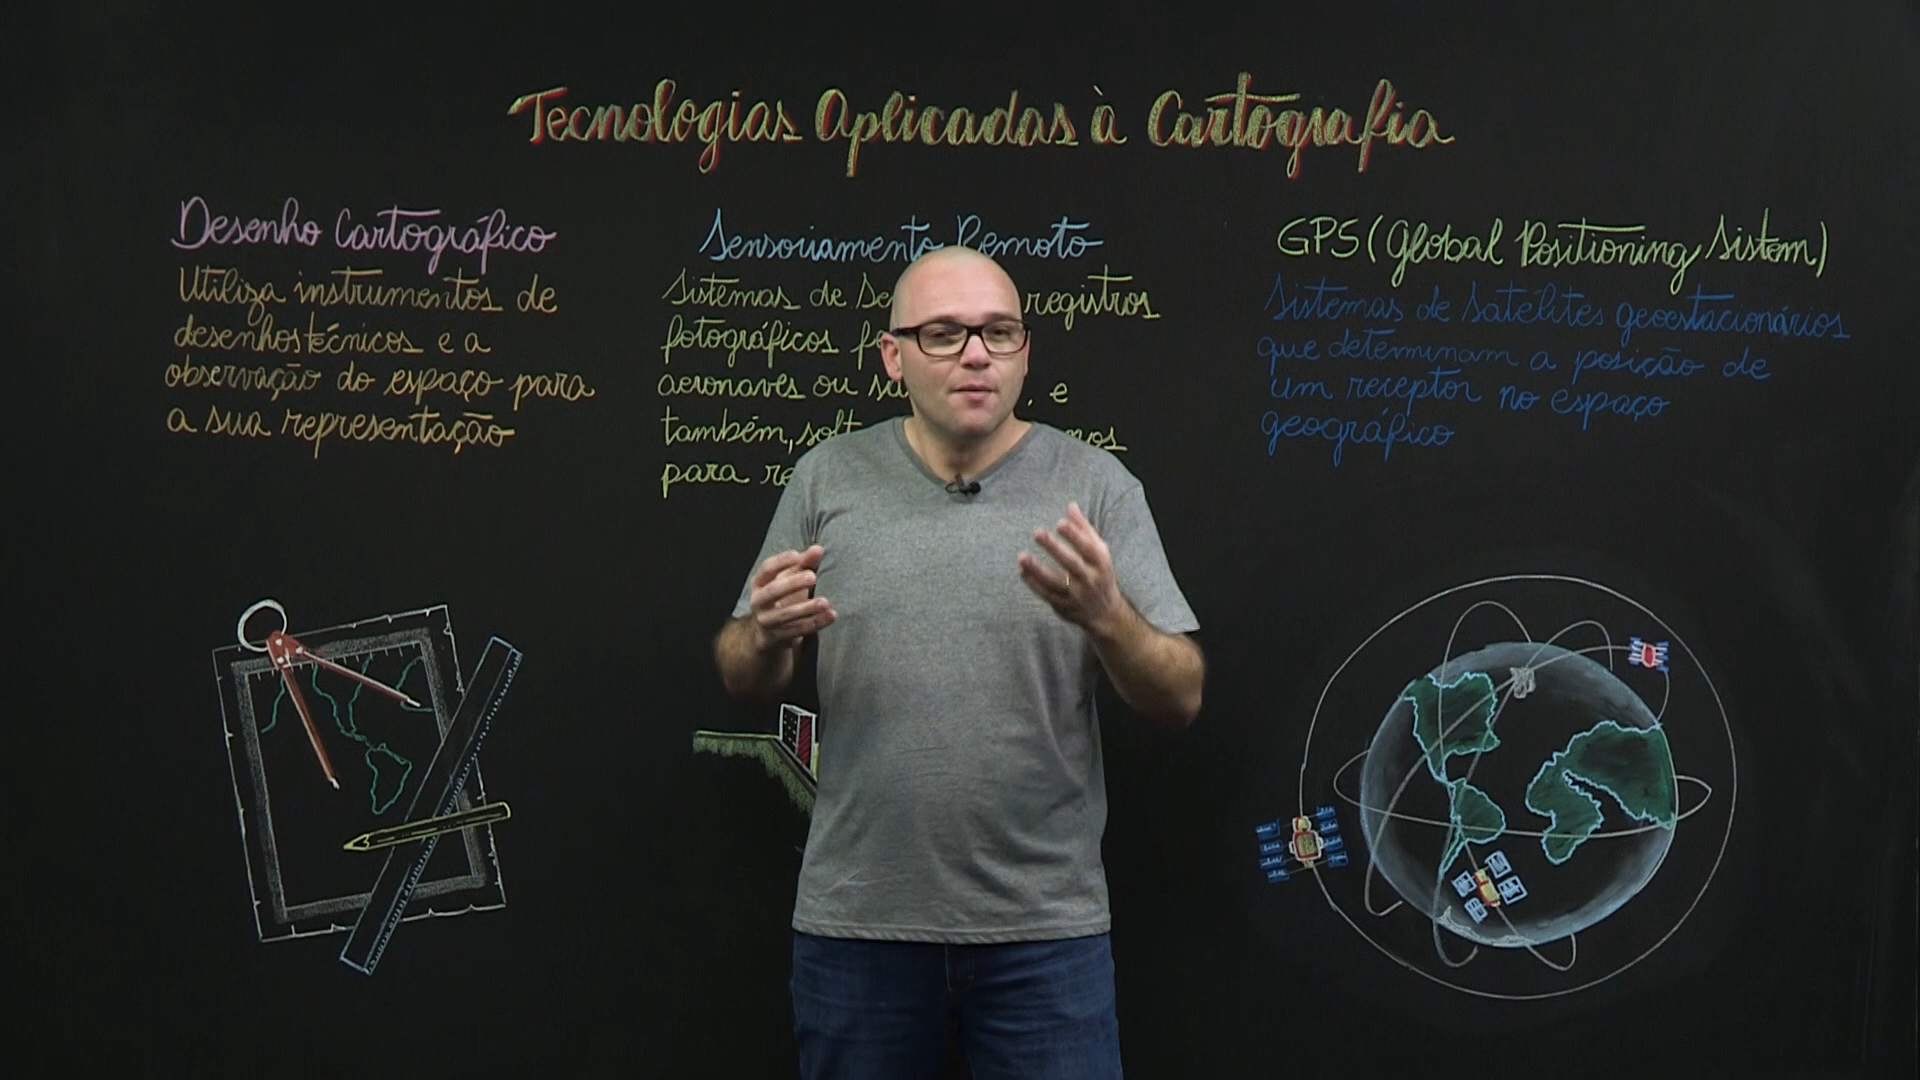 Tecnologias Aplicadas à Cartografia
Desenho Cartográfico
Utiliza instrumentos de
desenhos técnicos e a
observação do espaço para
a sua representação
Sensoriamento Remoto
Sistemas de registros
fotográficos
aeronaves ou e
também,
para
GPS (Global Positioning Sistem)
Sistemas de Satélites geoestacionários
que determinam a posição de
um receptor no espaço
geográfico